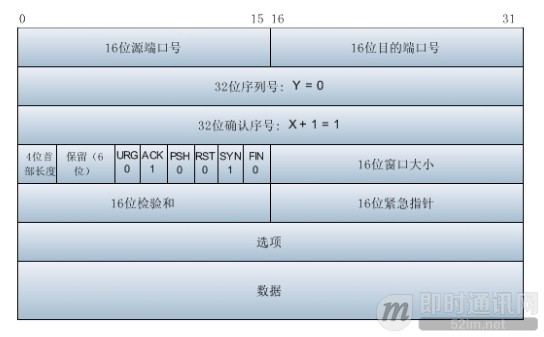 0 15 16 31
16位源端口号 16位目的端口号
32位序列号: Y = 0
32位确认序号: X + 1 = 1
4位首部长度 保留（6位） URG 0 ACK 1 PSH 0 RST 0 SYN 1 FIN 0 16位窗口大小
16位检验和 16位紧急指针
选项
数据
即时通讯网
52im.net